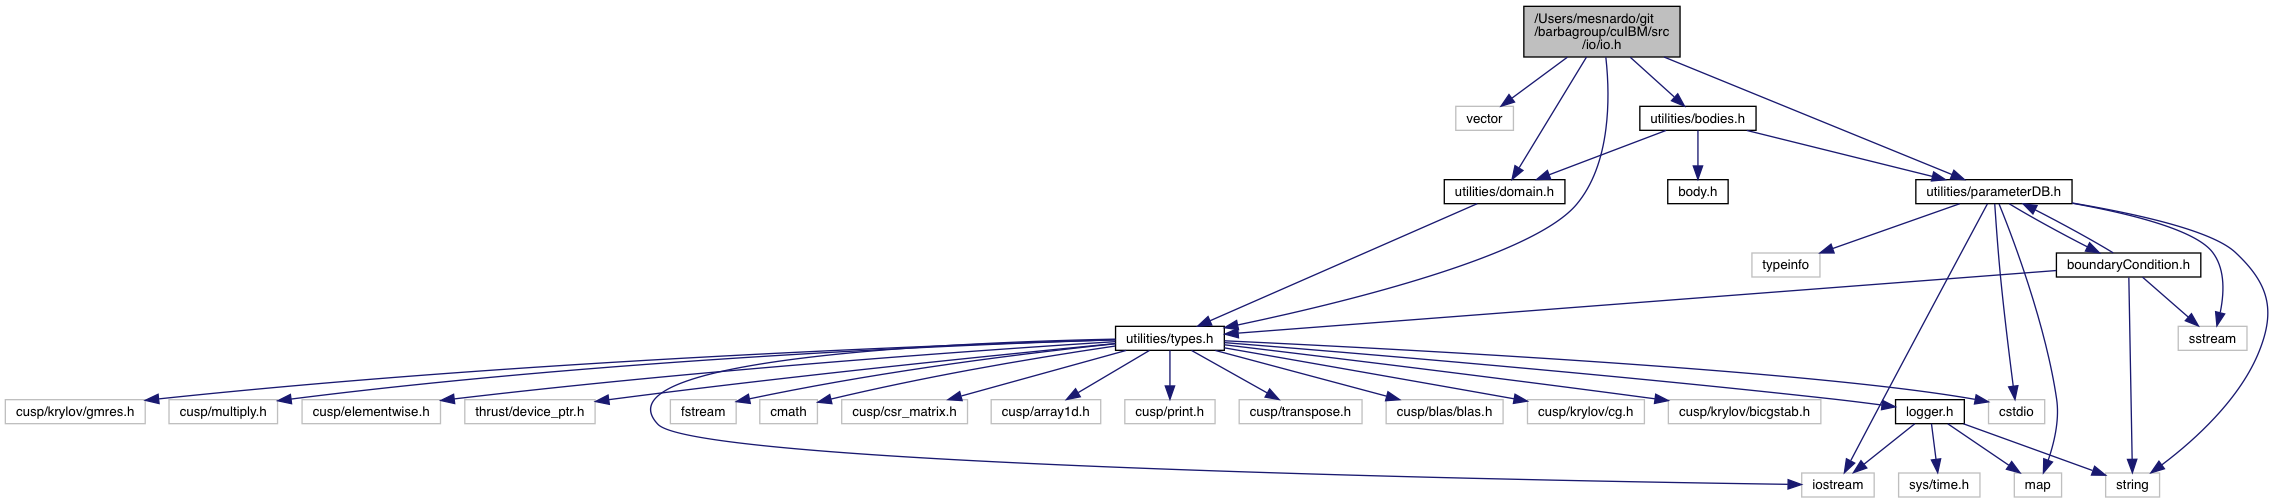 /Users/mesnardo/git
/barbagroup/cuIBM/src
/io/io.h
vector
utilities/bodies.h
utilities/domain.h
body.h
utilities/parameterDB.h
typeinfo
boundaryCondition.h
utilities/types.h
sstream
cusp/krylov/gmres.h
cusp/multiply.h
cusp/elementwise.h
thrust/device_ptr.h
fstream
cmath
cusp/csr_matrix.h
cusp/array1d.h
cusp/print.h
cusp/transpose.h
cusp/blas/blas.h
cusp/krylov/cg.h
cusp/krylov/bicgstab.h
logger.h
cstdio
iostream
sys/time.h
map
string